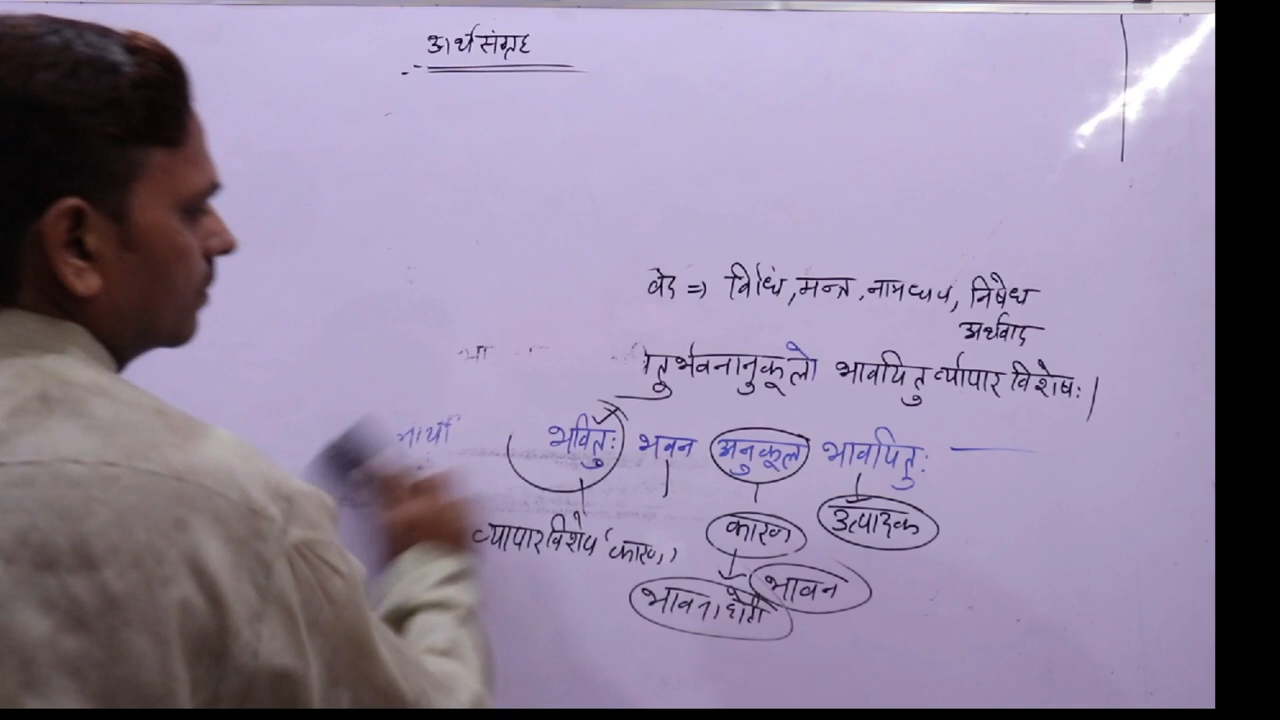 अर्थसंग्रह
वेद => विधि, मन्त्र, नामध्येय, निषेध
अर्थवाद
तुर्भवनानुकूलो भावयितुर्व्यापार विशेषः।
भवितुः भवन अनुकूल भावयितुः
व्यापारविशेष 'कारण'
कारण उत्पादक
भावन
भावना होती